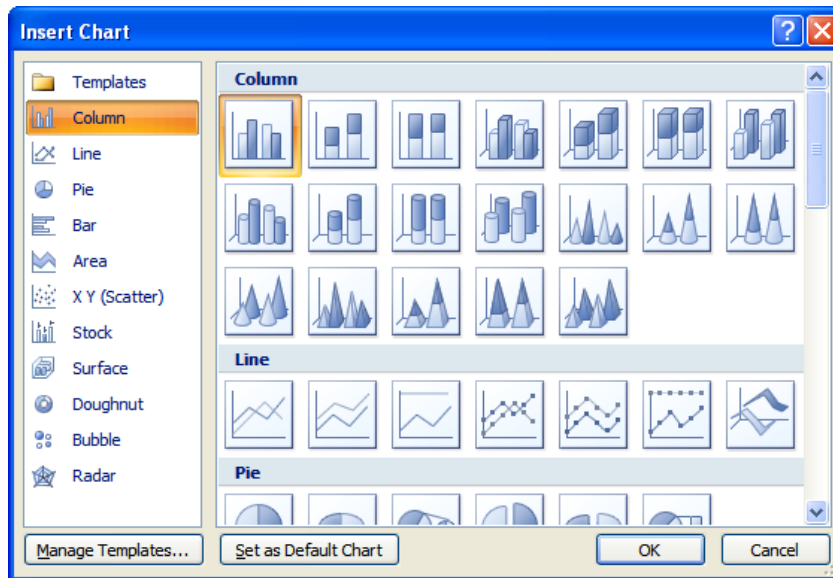 Insert Chart
?
Templates
Column
Line
Pie
Bar
Area
X Y (Scatter)
Stock
Surface
Doughnut
Bubble
Radar
Column
Line
Pie
Manage Templates...
Set as Default Chart
OK
Cancel